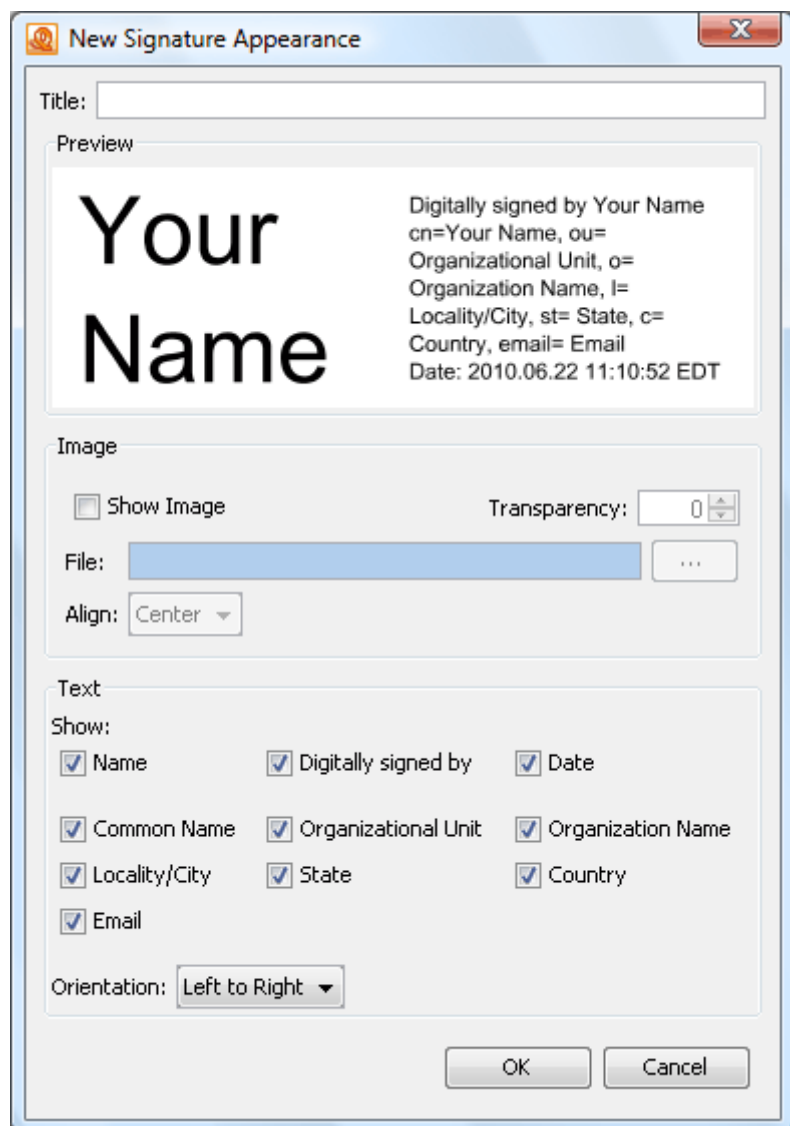 New Signature Appearance
Title:
Preview
Your
Name
Digitally signed by Your Name
cn=Your Name, ou=
Organizational Unit, o=
Organization Name, l=
Locality/City, st= State, c=
Country, email= Email
Date: 2010.06.22 11:10:52 EDT
Image
Show Image Transparency: 0
File: ...
Align: Center
Text
Show:
Name Digitally signed by Date
Common Name Organizational Unit Organization Name
Locality/City State Country
Email
Orientation: Left to Right
OK Cancel